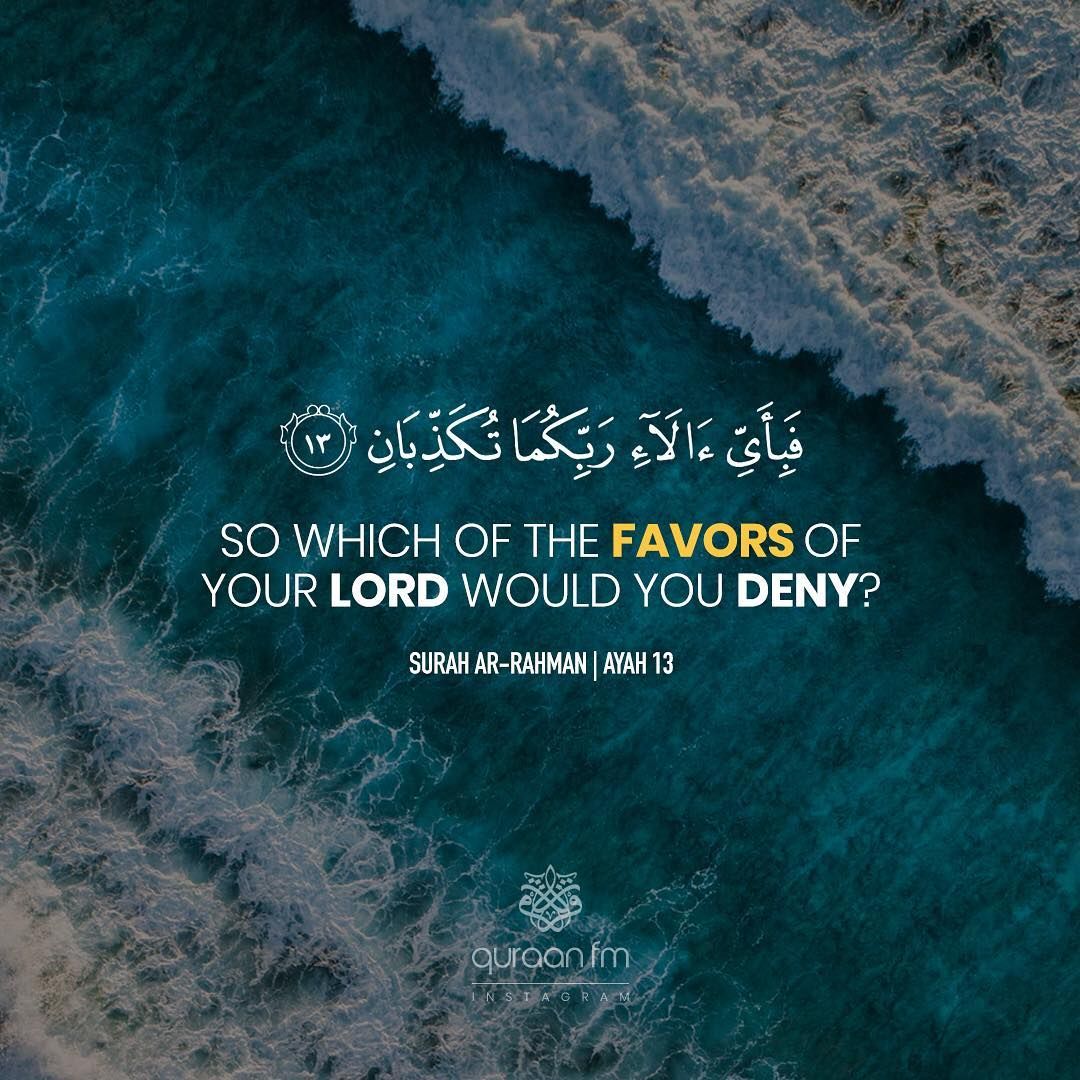 فَبِأَيِّ ءَالَآءِ رَبِّكُمَا تُكَذِّبَانِ ١٣
SO WHICH OF THE FAVORS OF
YOUR LORD WOULD YOU DENY?
SURAH AR-RAHMAN | AYAH 13
quraan fm
INSTAGRAM